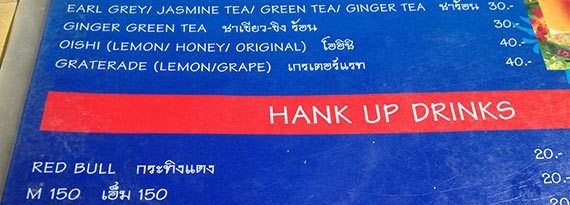 EARL GREY/ JASMINE TEA/ GREEN TEA/ GINGER TEA ชาร้อน 30.-
GINGER GREEN TEA ชาเขียว-ขิง ร้อน 30.-
OISHI (LEMON/ HONEY/ ORIGINAL) โออิชิ 40.-
GRATERADE (LEMON/GRAPE) เกรเตอร์แรท 40.-
HANK UP DRINKS
RED BULL กระทิงแดง 20.-
M 150 เอ็ม 150 20.-